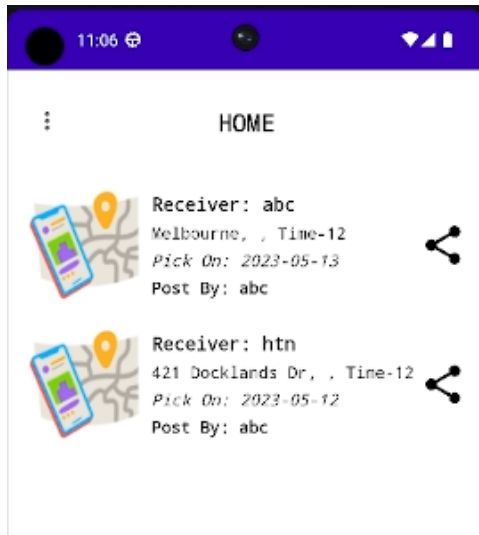 11:06
HOME
Receiver: abc
Melbourne, , Time-12
Pick On: 2023-05-13
Post By: abc
Receiver: htn
421 Docklands Dr, , Time-12
Pick On: 2023-05-12
Post By: abc